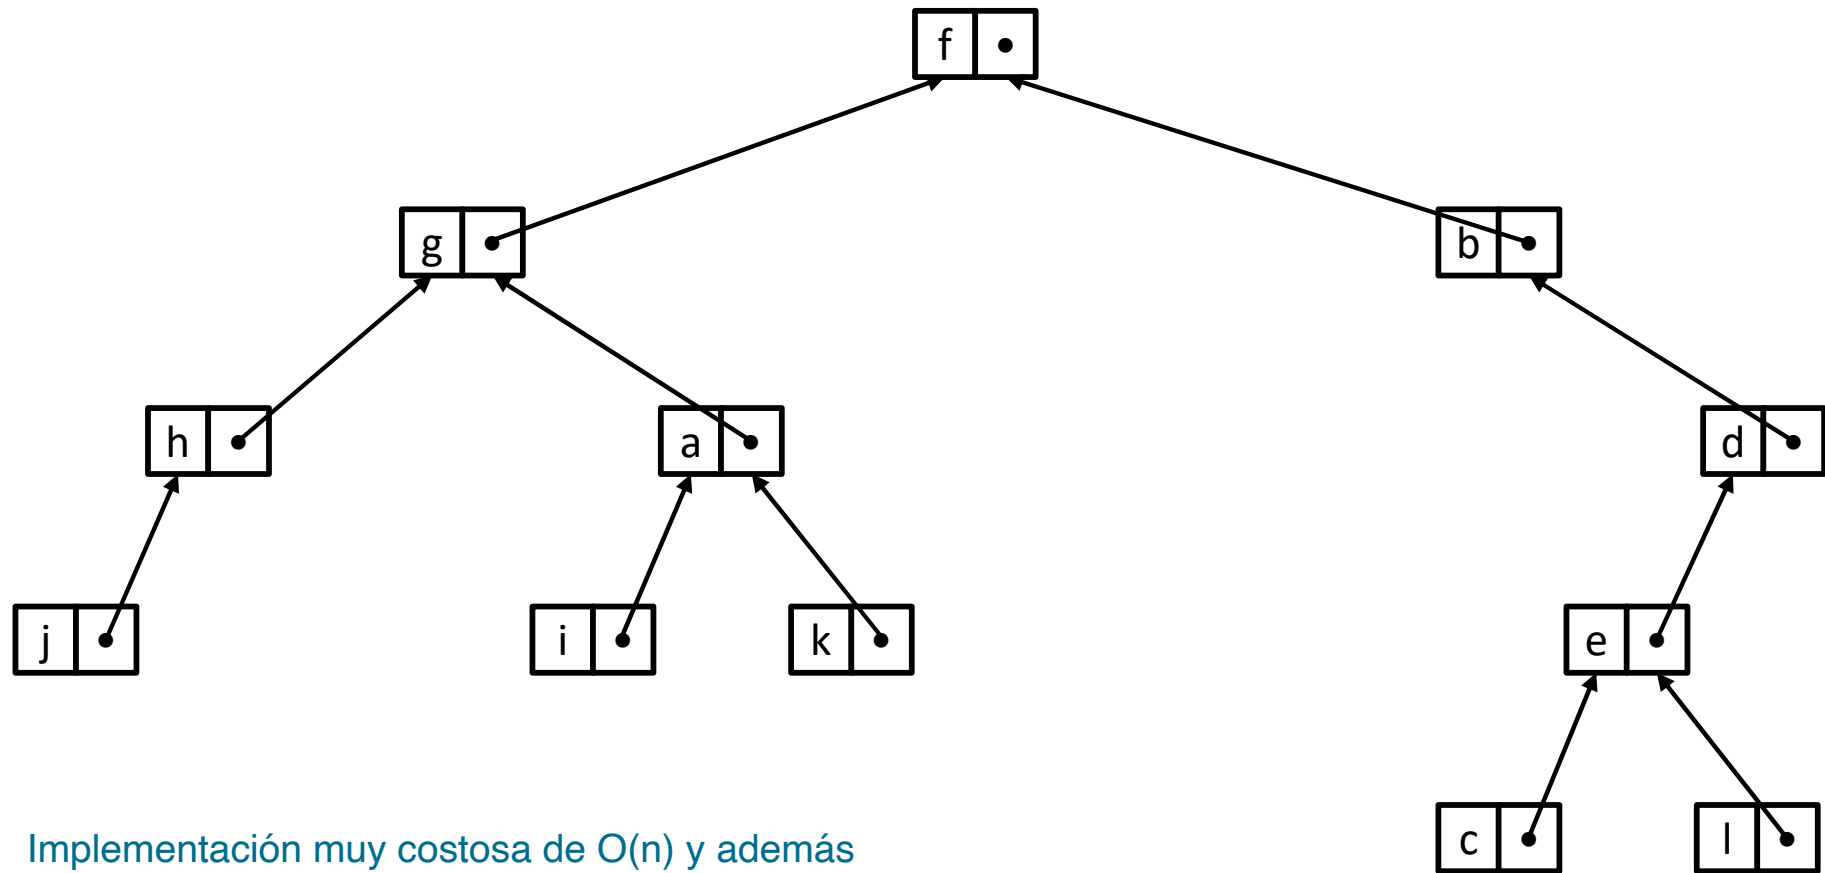 f
g b
h a d
j i k e
c l
Implementación muy costosa de O(n) y además